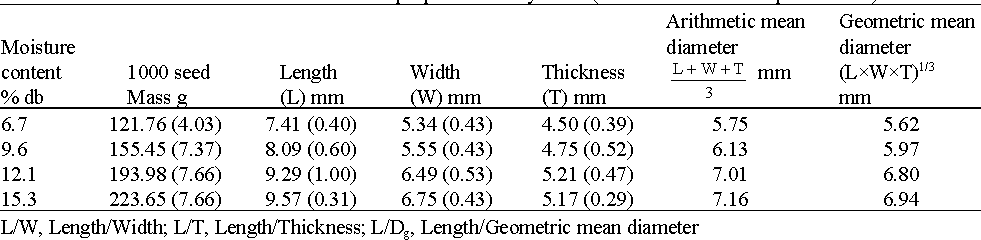 Arithmetic mean Geometric mean
Moisture diameter diameter
content 1000 seed Length Width Thickness L + W + T mm (L×W×T)1/3
% db Mass g (L) mm (W) mm (T) mm 3 mm
6.7 121.76 (4.03) 7.41 (0.40) 5.34 (0.43) 4.50 (0.39) 5.75 5.62
9.6 155.45 (7.37) 8.09 (0.60) 5.55 (0.43) 4.75 (0.52) 6.13 5.97
12.1 193.98 (7.66) 9.29 (1.00) 6.49 (0.53) 5.21 (0.47) 7.01 6.80
15.3 223.65 (7.66) 9.57 (0.31) 6.75 (0.43) 5.17 (0.29) 7.16 6.94
L/W, Length/Width; L/T, Length/Thickness; L/Dg, Length/Geometric mean diameter